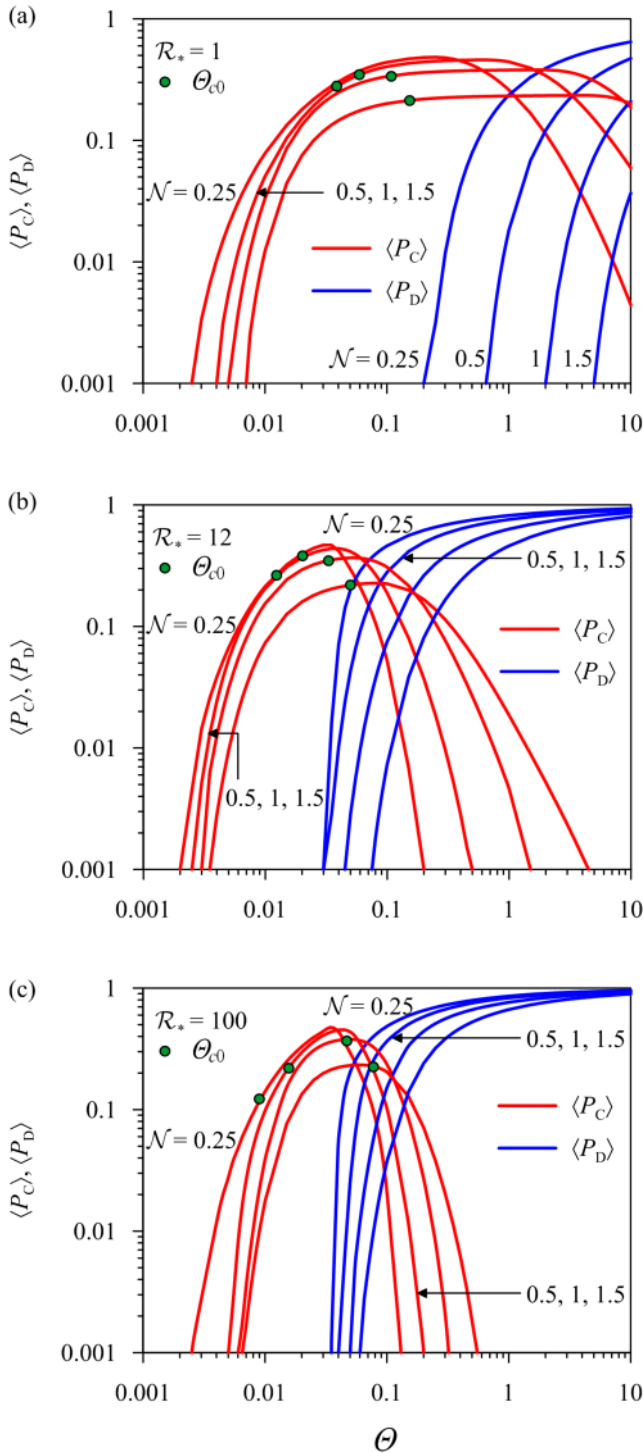 (a)
1
ℛ* = 1
Θc0
0.1
𝒩 = 0.25
0.5, 1, 1.5
⟨PC⟩, ⟨PD⟩
⟨PC⟩
⟨PD⟩
0.01
𝒩 = 0.25
0.5
1
1.5
0.001
0.001
0.01
0.1
1
10
(b)
1
ℛ* = 12
Θc0
𝒩 = 0.25
0.5, 1, 1.5
0.1
𝒩 = 0.25
⟨PC⟩, ⟨PD⟩
⟨PC⟩
⟨PD⟩
0.01
0.5, 1, 1.5
0.001
0.001
0.01
0.1
1
10
(c)
1
ℛ* = 100
Θc0
𝒩 = 0.25
0.5, 1, 1.5
0.1
𝒩 = 0.25
⟨PC⟩, ⟨PD⟩
⟨PC⟩
⟨PD⟩
0.01
0.5, 1, 1.5
0.001
0.001
0.01
0.1
1
10
Θ